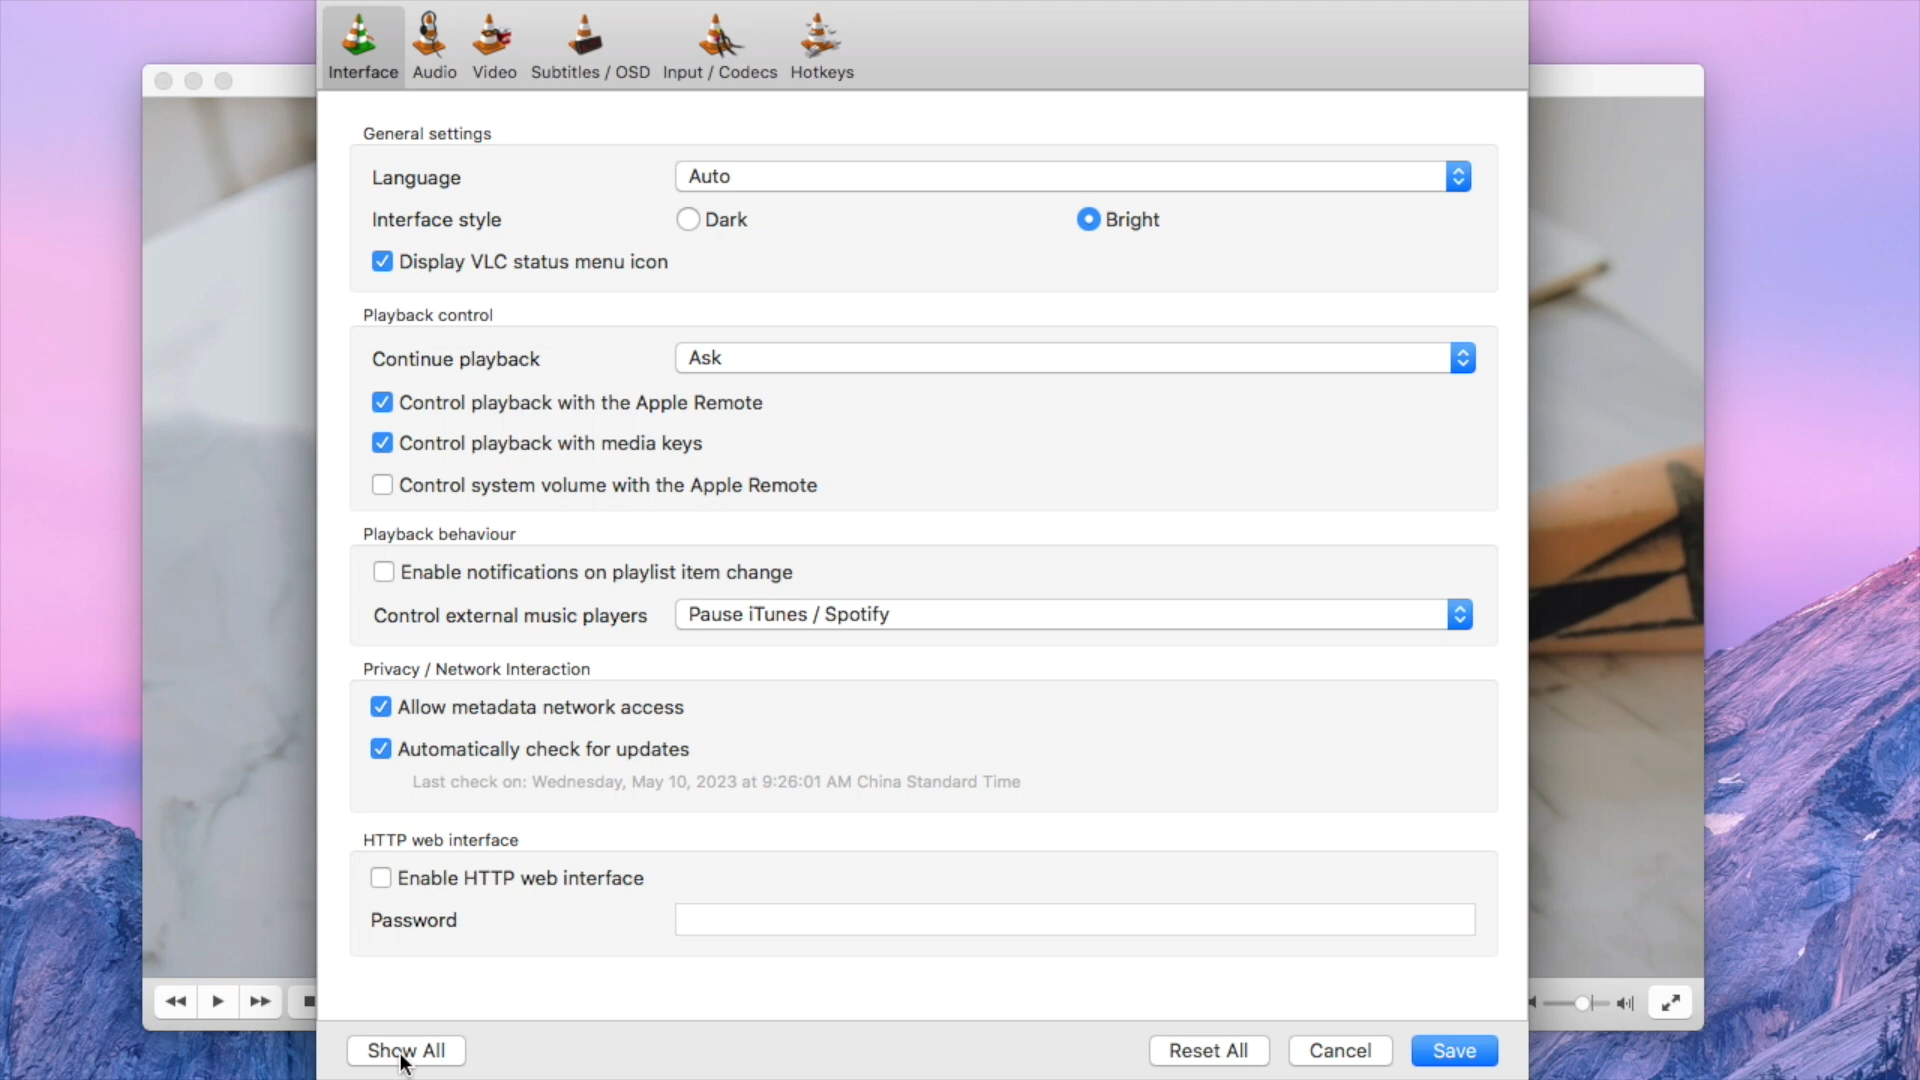 Interface Audio Video Subtitles / OSD Input / Codecs Hotkeys
General settings
Language Auto
Interface style Dark Bright
Display VLC status menu icon
Playback control
Continue playback Ask
Control playback with the Apple Remote
Control playback with media keys
Control system volume with the Apple Remote
Playback behaviour
Enable notifications on playlist item change
Control external music players Pause iTunes / Spotify
Privacy / Network Interaction
Allow metadata network access
Automatically check for updates
Last check on: Wednesday, May 10, 2023 at 9:26:01 AM China Standard Time
HTTP web interface
Enable HTTP web interface
Password
Show All Reset All Cancel Save